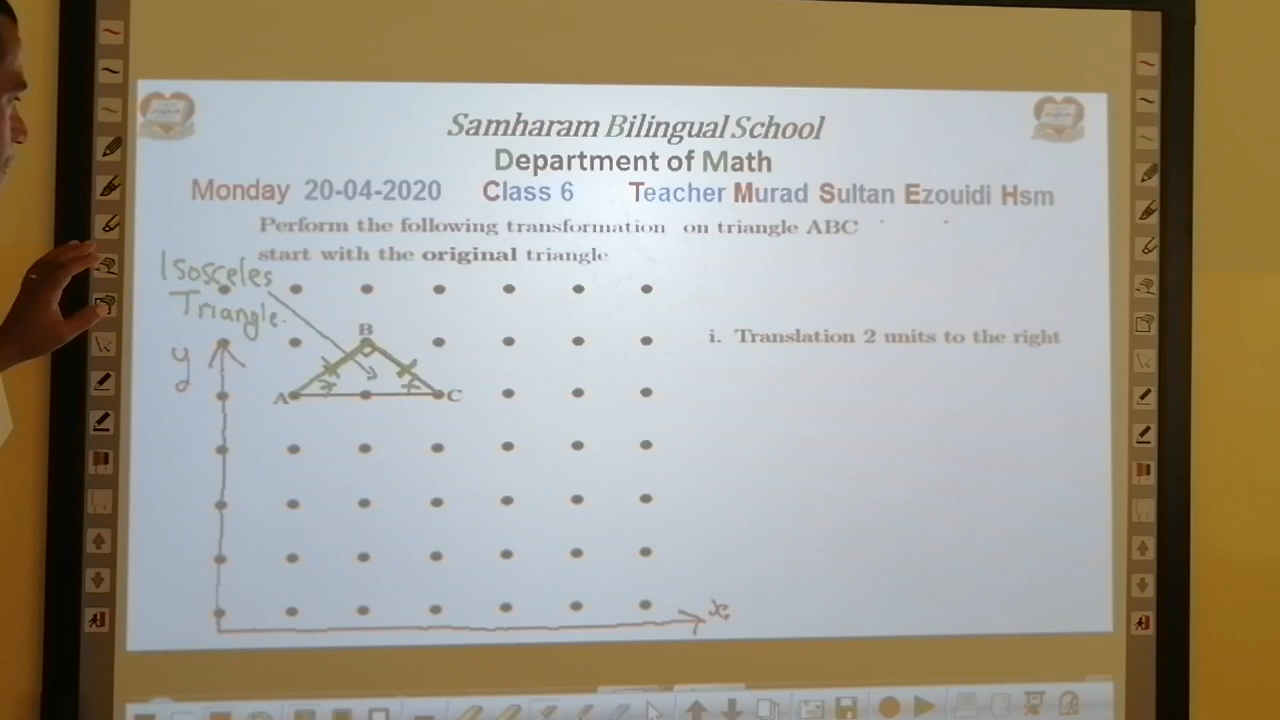 Samharam Bilingual School
Department of Math
Monday 20-04-2020 Class 6 Teacher Murad Sultan Ezouidi Hsm
Perform the following transformation on triangle ABC
start with the original triangle
Isosceles
Triangle.
i. Translation 2 units to the right
y
B
A
C
x